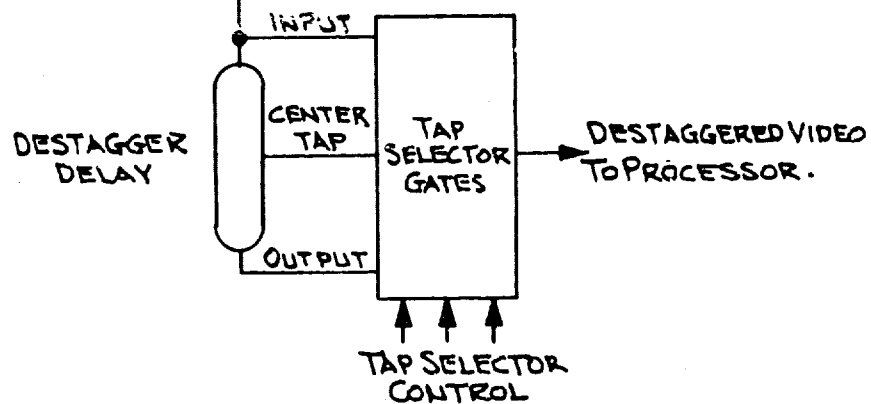 INPUT
DESTAGGER
DELAY
CENTER
TAP
TAP
SELECTOR
GATES
DESTAGGERED VIDEO
TO PROCESSOR.
OUTPUT
TAP SELECTOR
CONTROL